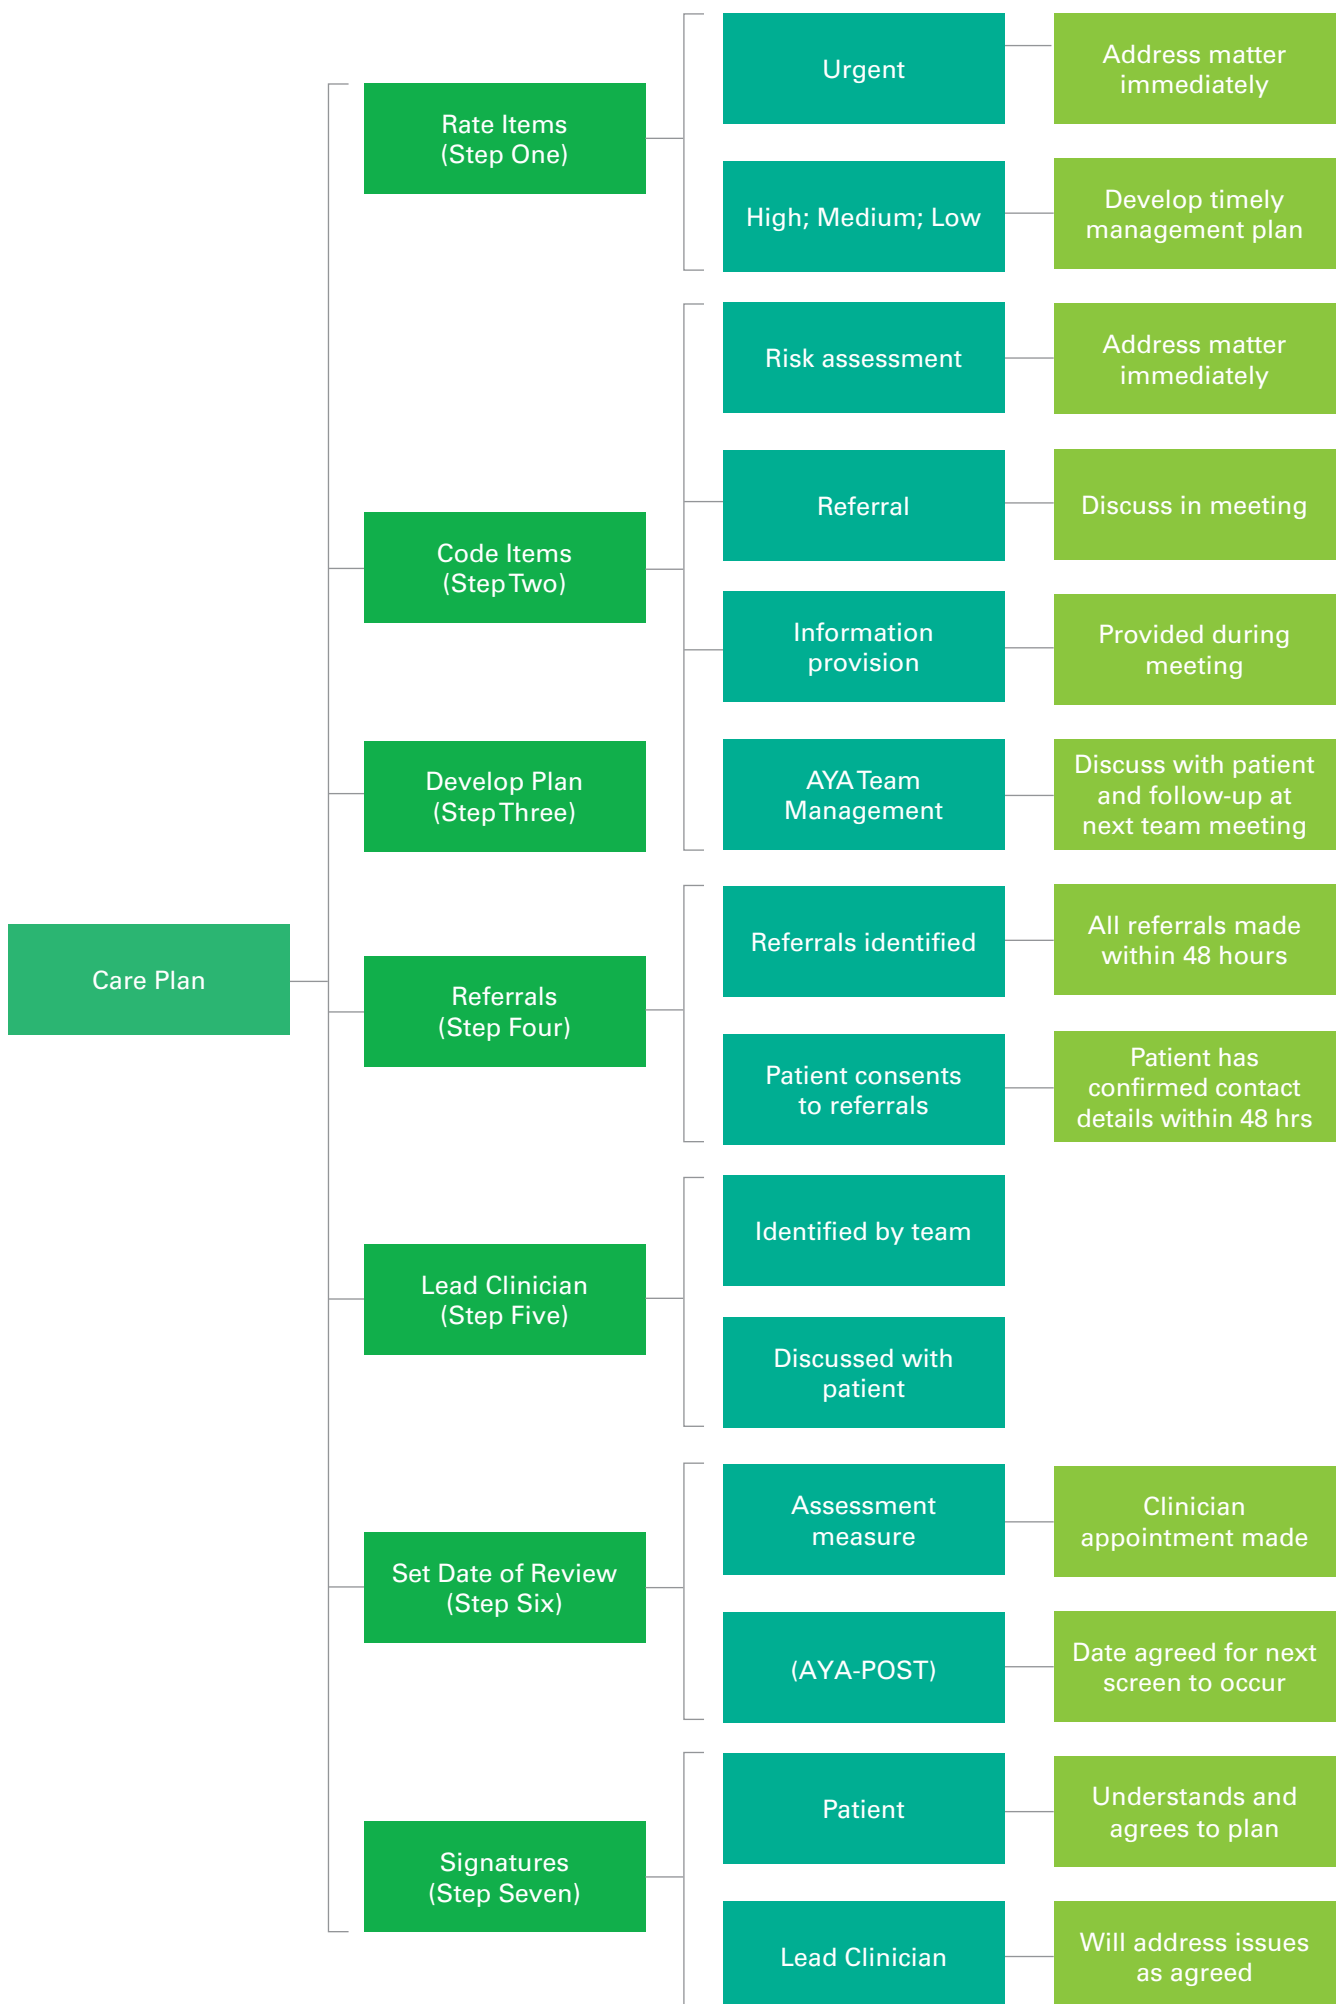 Care Plan
Rate Items
(Step One)
Urgent
Address matter
immediately
High; Medium; Low
Develop timely
management plan
Code Items
(Step Two)
Risk assessment
Address matter
immediately
Referral
Discuss in meeting
Information
provision
Provided during
meeting
AYA Team
Management
Discuss with patient
and follow-up at
next team meeting
Develop Plan
(Step Three)
Referrals
(Step Four)
Referrals identified
All referrals made
within 48 hours
Patient consents
to referrals
Patient has
confirmed contact
details within 48 hrs
Lead Clinician
(Step Five)
Identified by team
Discussed with
patient
Set Date of Review
(Step Six)
Assessment
measure
Clinician
appointment made
(AYA-POST)
Date agreed for next
screen to occur
Signatures
(Step Seven)
Patient
Understands and
agrees to plan
Lead Clinician
Will address issues
as agreed